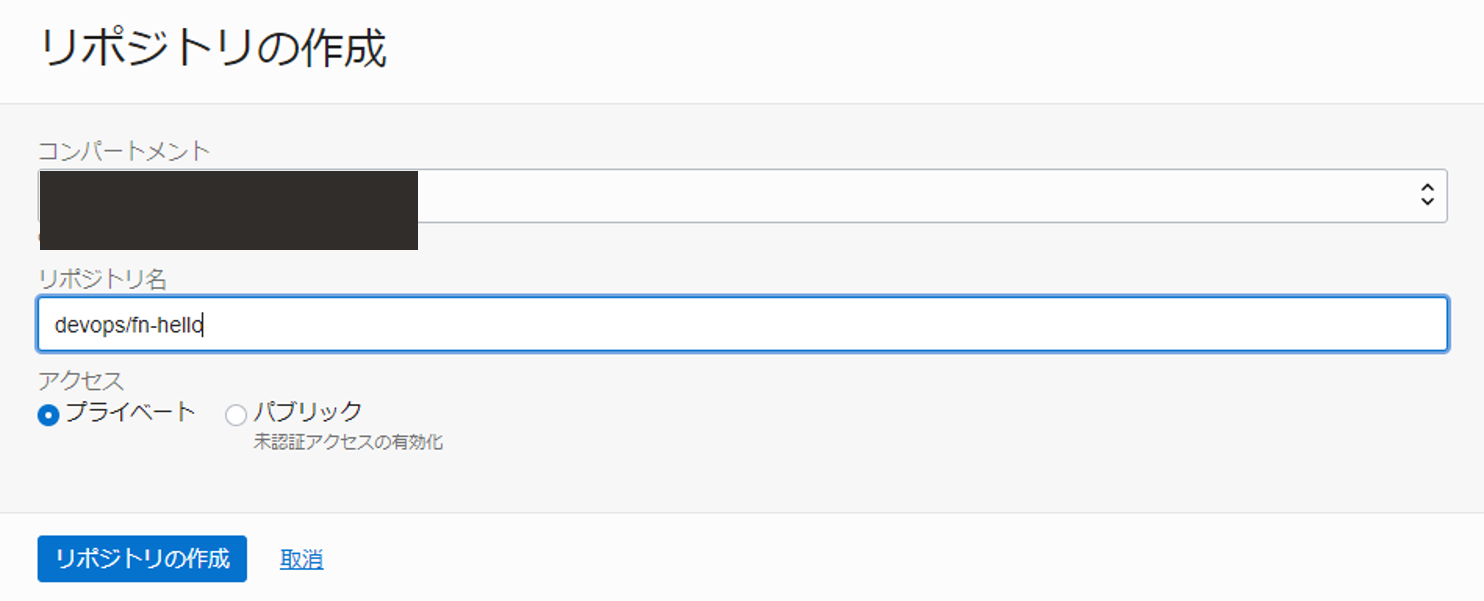 リポジトリの作成
コンパートメント
リポジトリ名
devops/fn-hello
アクセス
プライベート パブリック
未認証アクセスの有効化
リポジトリの作成 取消